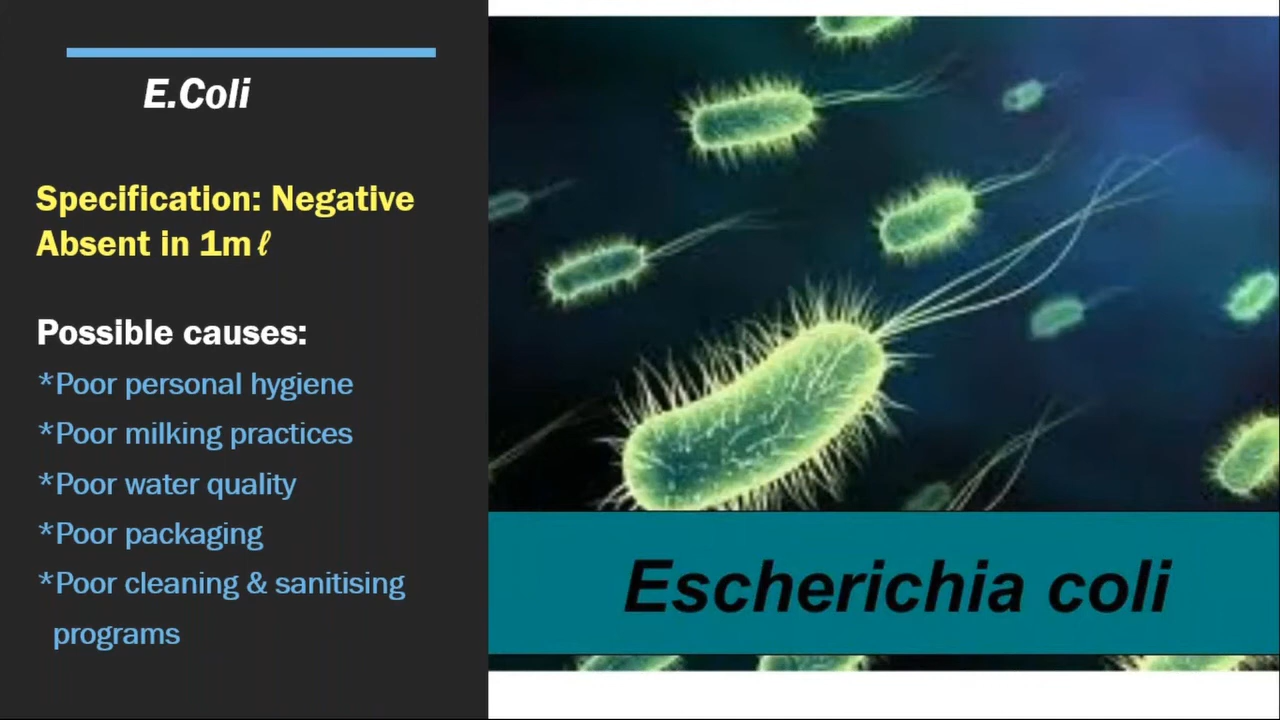 E.Coli
Specification: Negative
Absent in 1mℓ
Possible causes:
*Poor personal hygiene
*Poor milking practices
*Poor water quality
*Poor packaging
*Poor cleaning & sanitising
programs
Escherichia coli